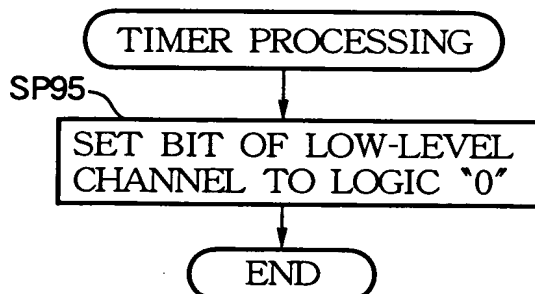 TIMER PROCESSING
SP95
SET BIT OF LOW-LEVEL
CHANNEL TO LOGIC "0"
END